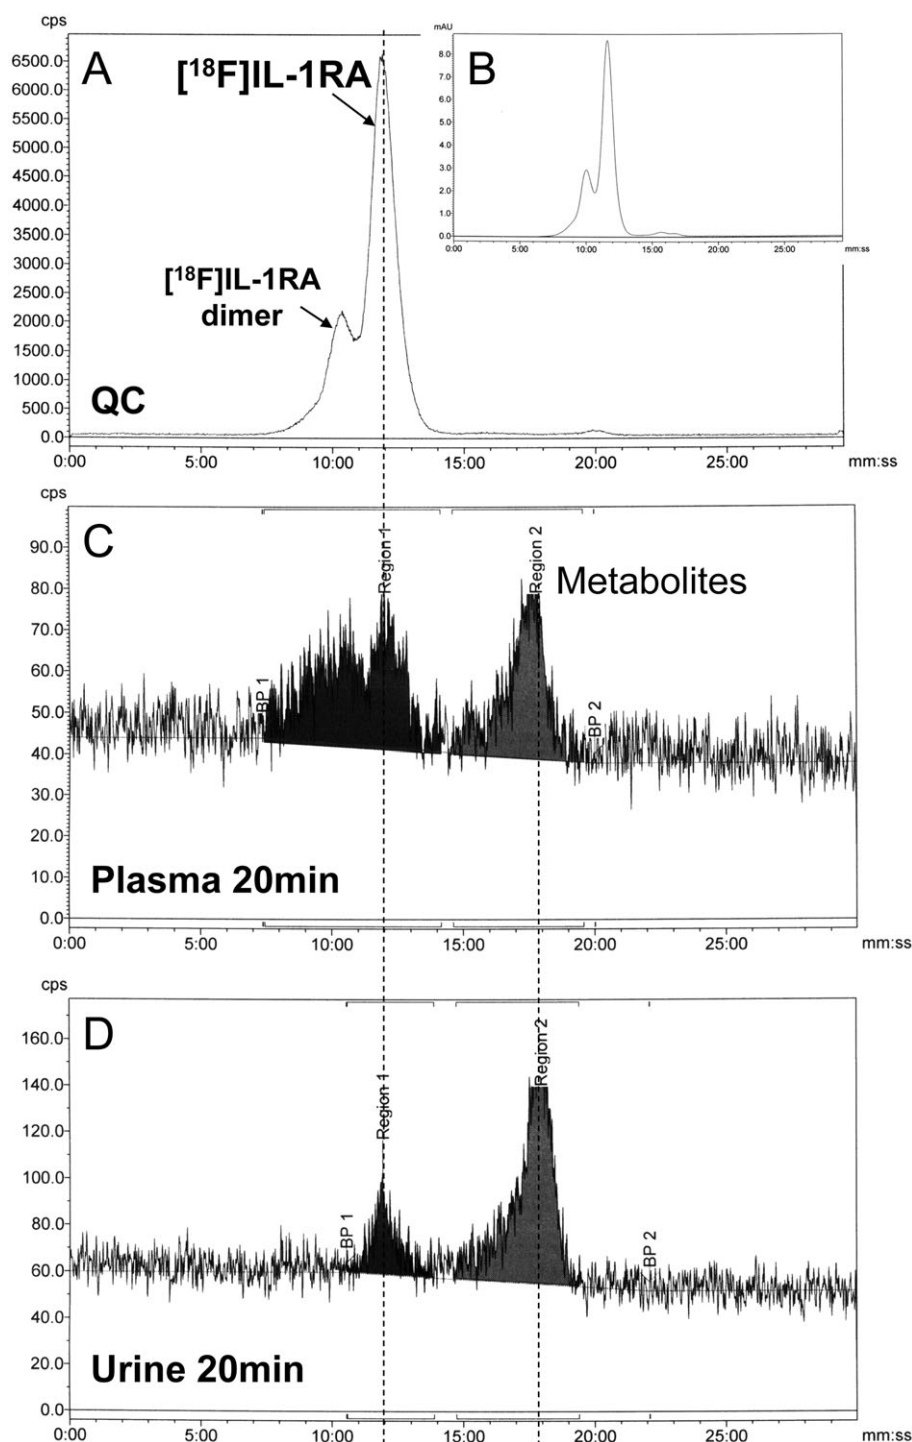 cps
A
[18F]IL-1RA
[18F]IL-1RA
dimer
QC
6500.0
6000.0
5500.0
5000.0
4500.0
4000.0
3500.0
3000.0
2500.0
2000.0
1500.0
1000.0
500.0
0.0
0:00 5:00 10:00 15:00 20:00 25:00 mm:ss
mAU
B
8.0
7.0
6.0
5.0
4.0
3.0
2.0
1.0
0.0
0:00 5:00 10:00 15:00 20:00 25:00 mm:ss
cps
C
90.0
80.0
70.0
60.0
50.0
40.0
30.0
20.0
10.0
0.0
BP 1
Region 1
Region 2
Metabolites
BP 2
Plasma 20min
0:00 5:00 10:00 15:00 20:00 25:00 mm:ss
cps
D
160.0
140.0
120.0
100.0
80.0
60.0
40.0
20.0
0.0
BP 1
Region 1
Region 2
BP 2
Urine 20min
0:00 5:00 10:00 15:00 20:00 25:00 mm:ss